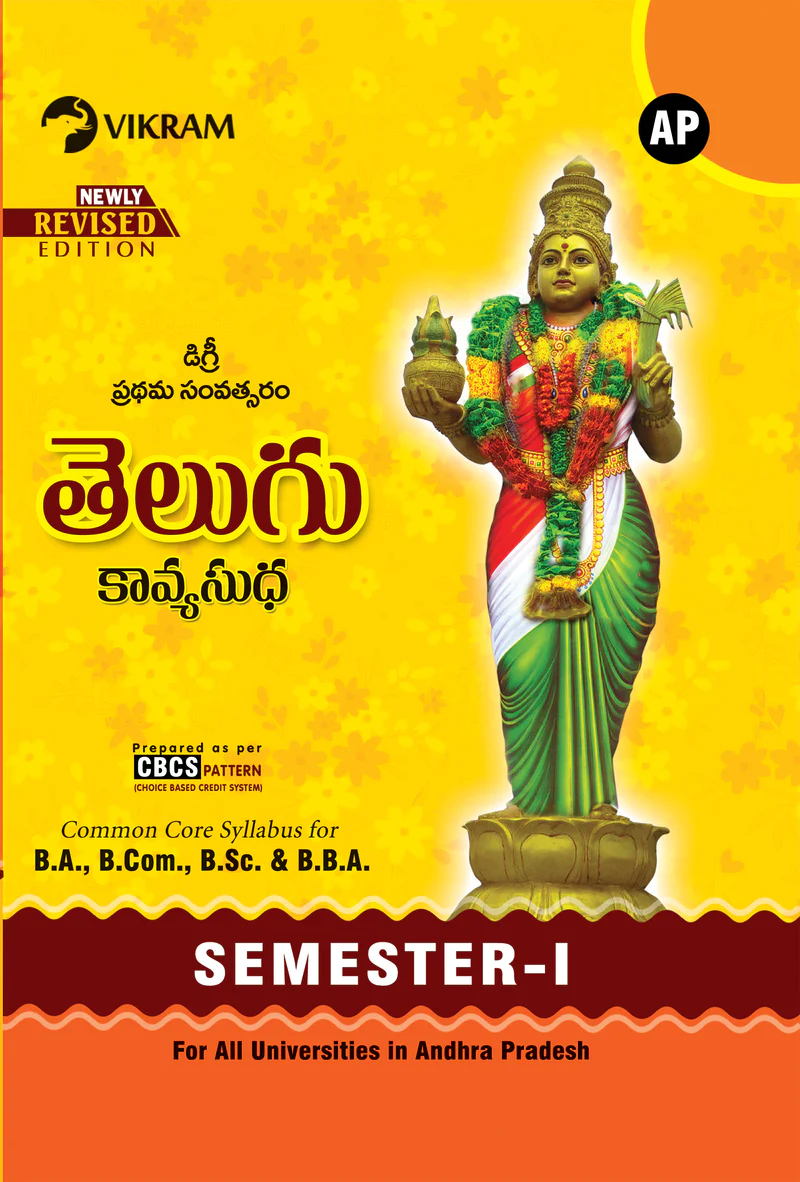 VIKRAM
AP
NEWLY
REVISED
EDITION
డిగ్రీ
ప్రథమ సంవత్సరం
తెలుగు
కావ్యసుధ
Prepared as per
CBCS PATTERN
(CHOICE BASED CREDIT SYSTEM)
Common Core Syllabus for
B.A., B.Com., B.Sc. & B.B.A.
SEMESTER-I
For All Universities in Andhra Pradesh